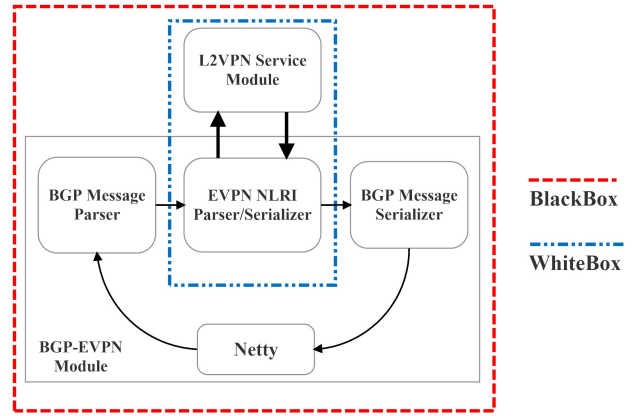 L2VPN Service
Module
BGP Message
Parser
EVPN NLRI
Parser/Serializer
BGP Message
Serializer
BGP-EVPN
Module
Netty
BlackBox
WhiteBox